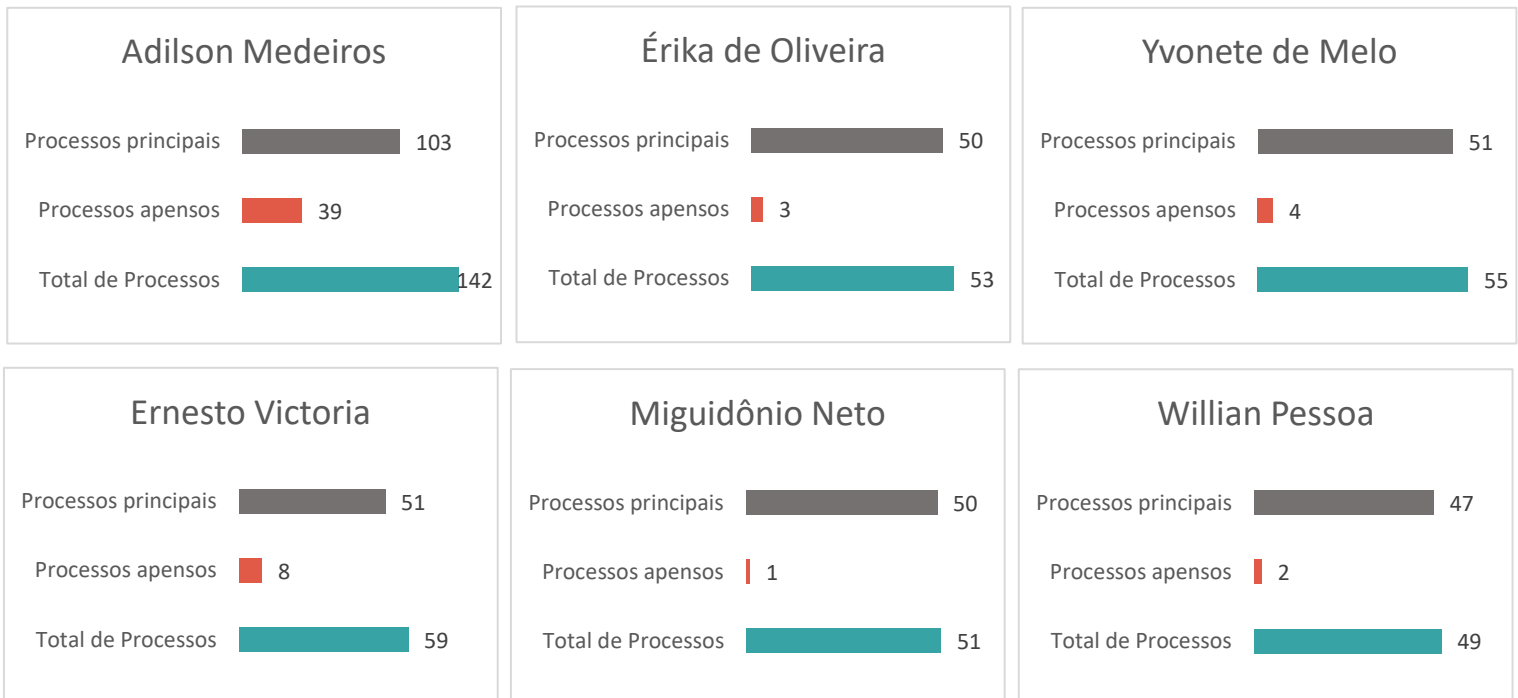 Adilson Medeiros
Processos principais 103
Processos apensos 39
Total de Processos 142
Érika de Oliveira
Processos principais 50
Processos apensos 3
Total de Processos 53
Yvonete de Melo
Processos principais 51
Processos apensos 4
Total de Processos 55
Ernesto Victoria
Processos principais 51
Processos apensos 8
Total de Processos 59
Miguidônio Neto
Processos principais 50
Processos apensos 1
Total de Processos 51
Willian Pessoa
Processos principais 47
Processos apensos 2
Total de Processos 49